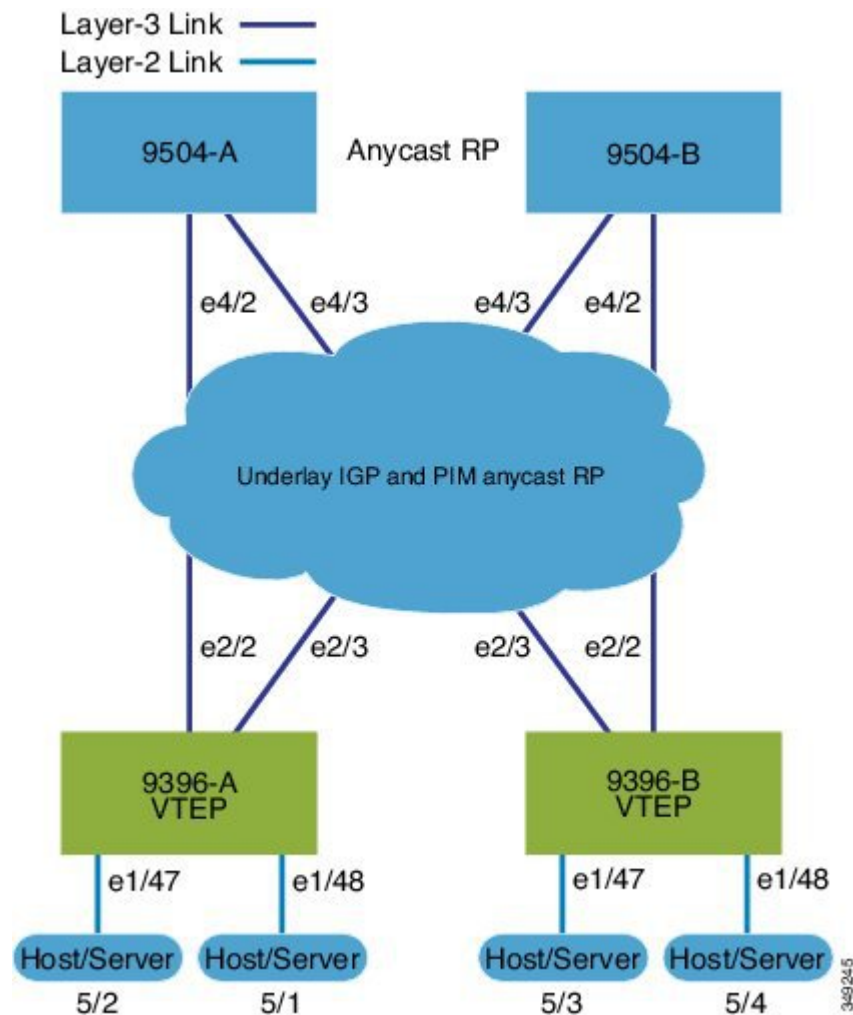 Layer-3 Link
Layer-2 Link
9504-A
Anycast RP
9504-B
e4/2
e4/3
e4/3
e4/2
Underlay IGP and PIM anycast RP
e2/2
e2/3
e2/3
e2/2
9396-A
VTEP
9396-B
VTEP
e1/47
e1/48
e1/47
e1/48
Host/Server
Host/Server
Host/Server
Host/Server
5/2
5/1
5/3
5/4
349245